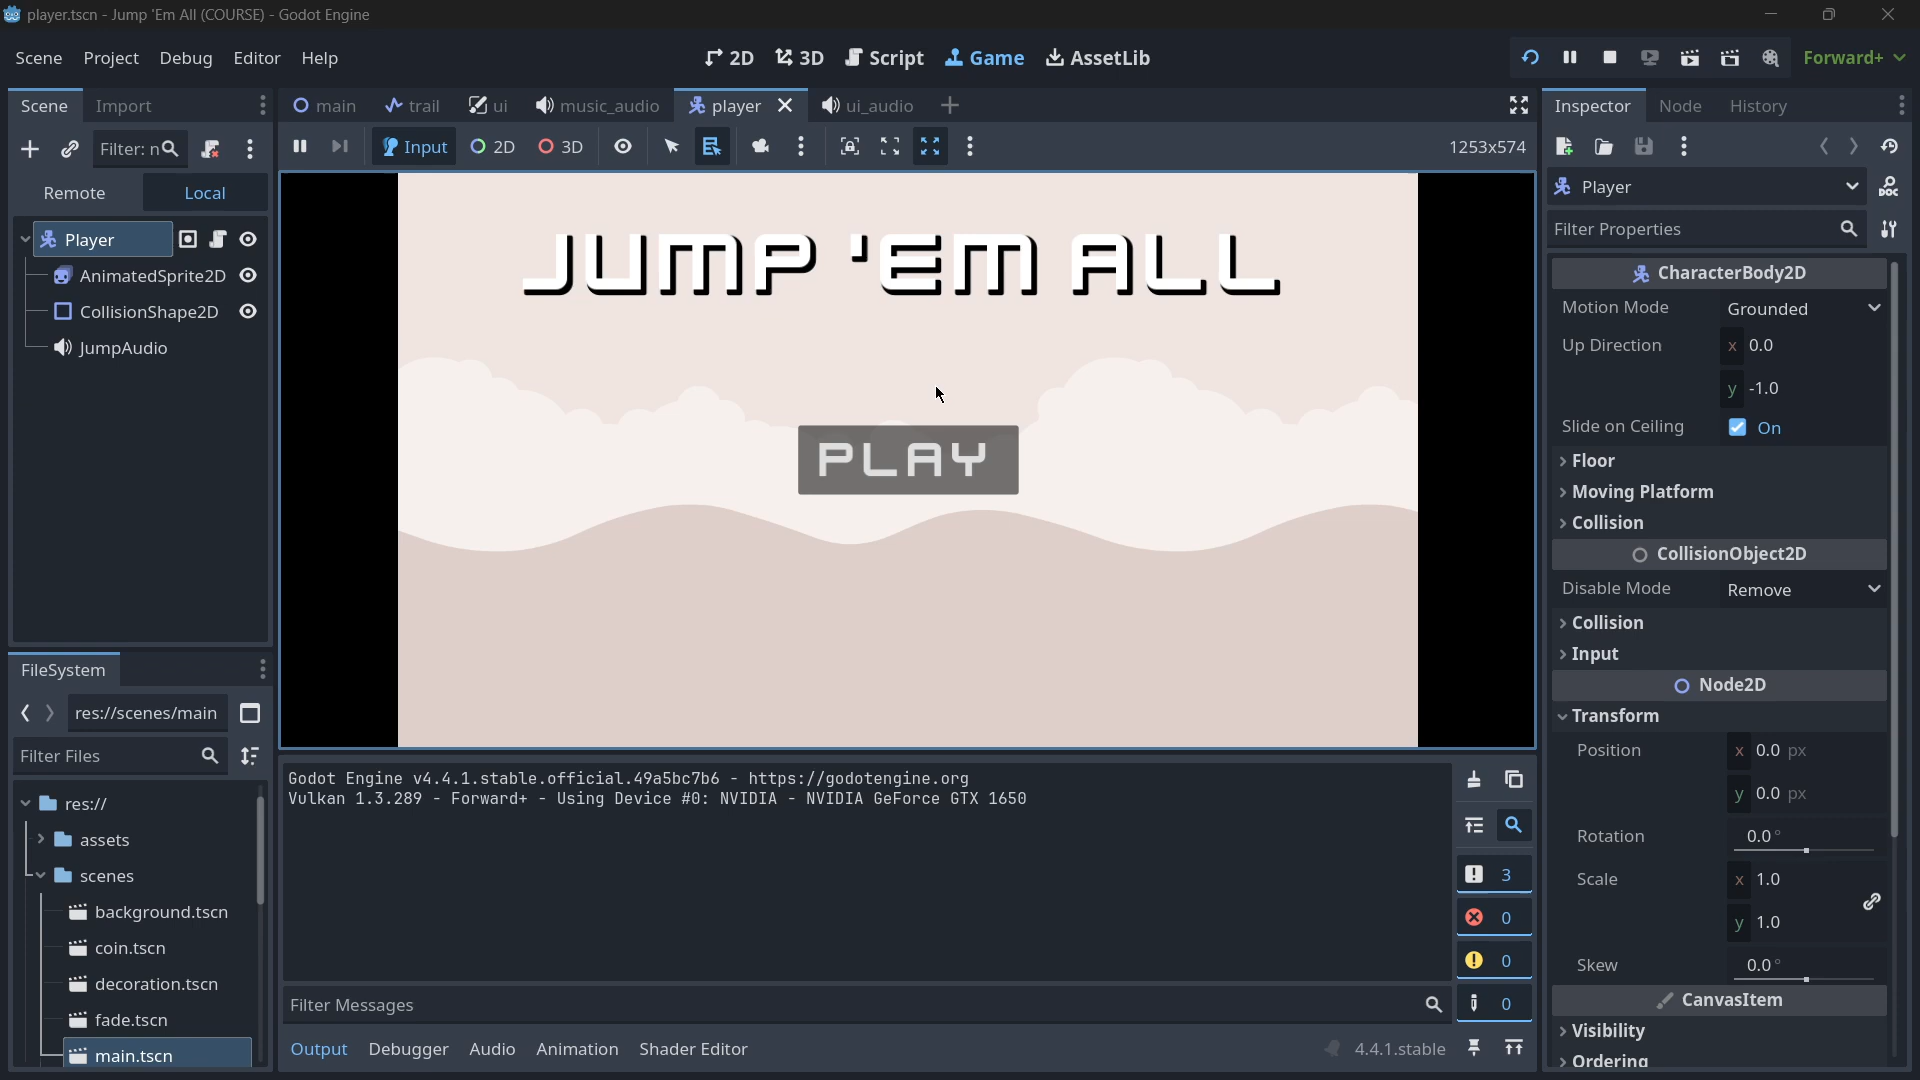 player.tscn - Jump 'Em All (COURSE) - Godot Engine
Scene Project Debug Editor Help
2D 3D Script Game AssetLib
Forward+
Scene Import
main trail ui music_audio player ui_audio
Inspector Node History
Filter: n
Input 2D 3D
1253x574
Remote Local
Player
AnimatedSprite2D
CollisionShape2D
JumpAudio
JUMP 'EM ALL
PLAY
Player
Filter Properties
CharacterBody2D
Motion Mode Grounded
Up Direction x 0.0
y -1.0
Slide on Ceiling On
Floor
Moving Platform
Collision
CollisionObject2D
Disable Mode Remove
Collision
Input
Node2D
Transform
Position x 0.0 px
y 0.0 px
Rotation 0.0 °
Scale x 1.0
y 1.0
Skew 0.0 °
CanvasItem
Visibility
Ordering
FileSystem
res://scenes/main
Filter Files
res://
assets
scenes
background.tscn
coin.tscn
decoration.tscn
fade.tscn
main.tscn
Godot Engine v4.4.1.stable.official.49a5bc7b6 - https://godotengine.org
Vulkan 1.3.289 - Forward+ - Using Device #0: NVIDIA - NVIDIA GeForce GTX 1650
3
0
0
0
Filter Messages
Output Debugger Audio Animation Shader Editor
4.4.1.stable